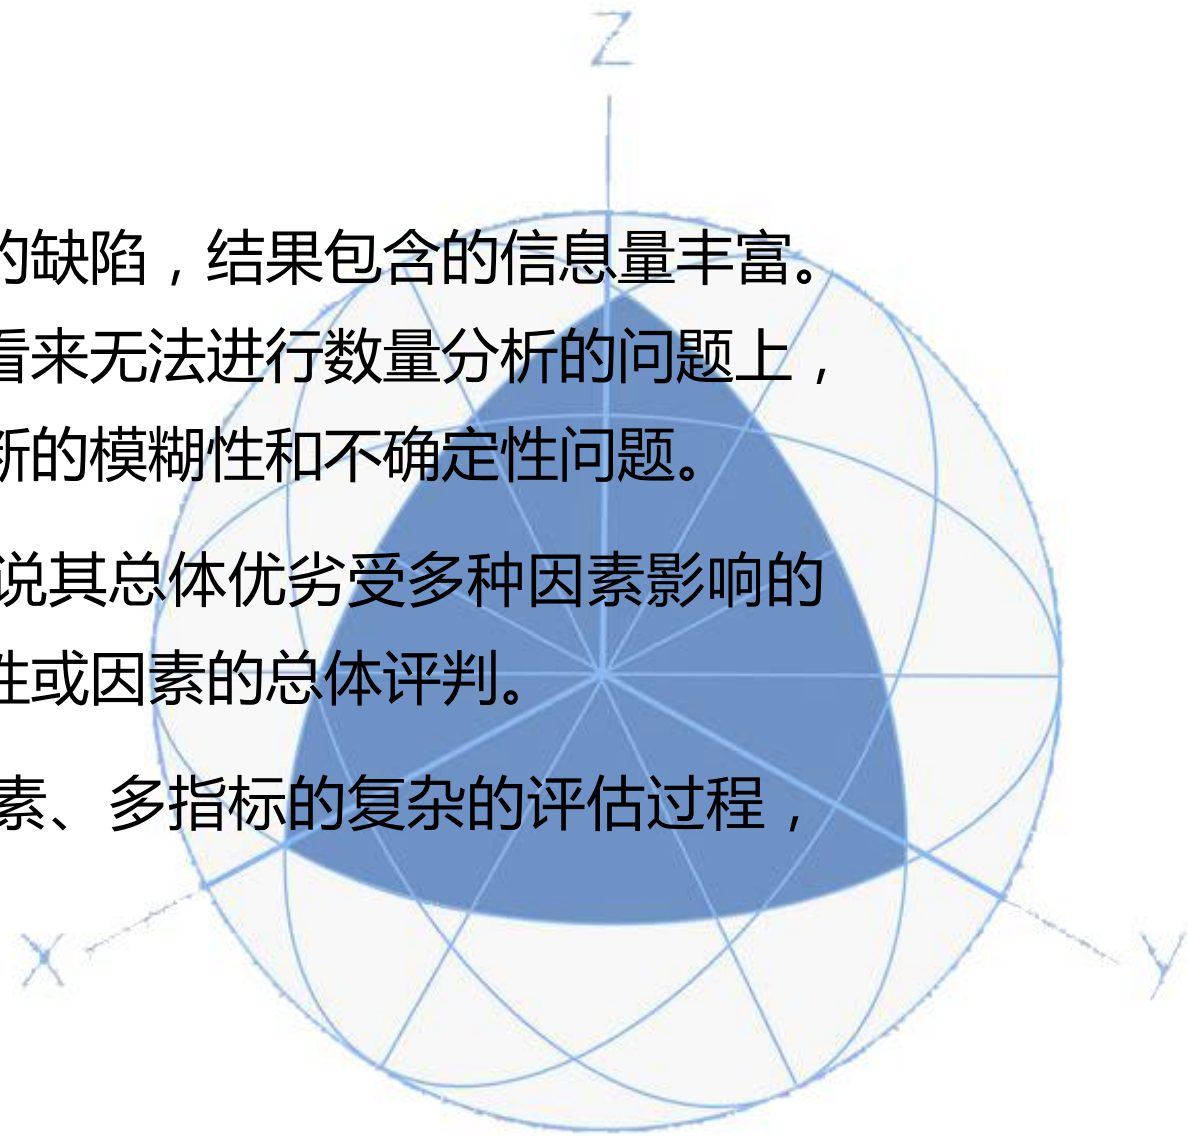 Z
的缺陷，结果包含的信息量丰富。
看来无法进行数量分析的问题上，
断的模糊性和不确定性问题。
说其总体优劣受多种因素影响的
性或因素的总体评判。
素、多指标的复杂的评估过程，
X
Y